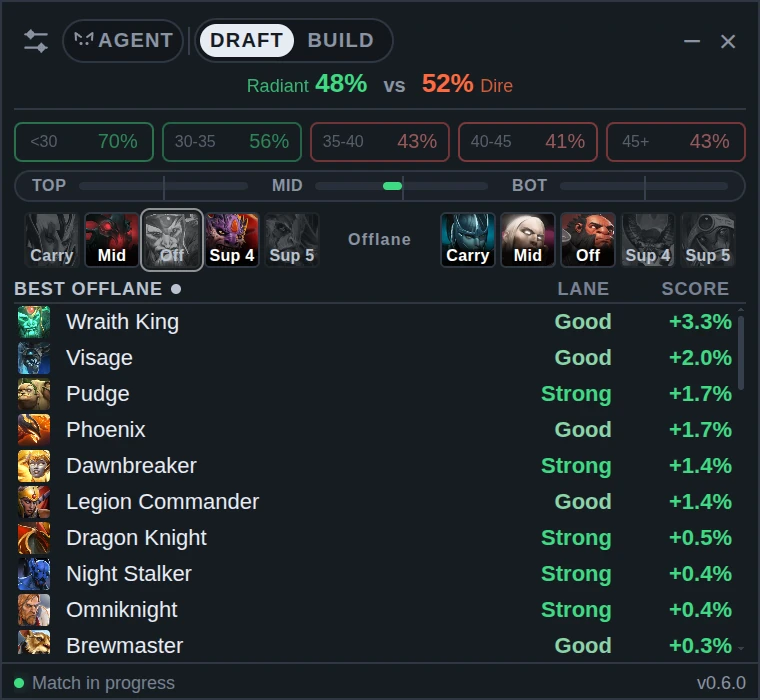 AGENT DRAFT BUILD
Radiant 48% vs 52% Dire
<30 70% 30-35 56% 35-40 43% 40-45 41% 45+ 43%
TOP MID BOT
Carry Mid Off Sup 4 Sup 5 Offlane Carry Mid Off Sup 4 Sup 5
BEST OFFLANE LANE SCORE
Wraith King Good +3.3%
Visage Good +2.0%
Pudge Strong +1.7%
Phoenix Good +1.7%
Dawnbreaker Strong +1.4%
Legion Commander Good +1.4%
Dragon Knight Strong +0.5%
Night Stalker Strong +0.4%
Omniknight Strong +0.4%
Brewmaster Good +0.3%
Match in progress v0.6.0